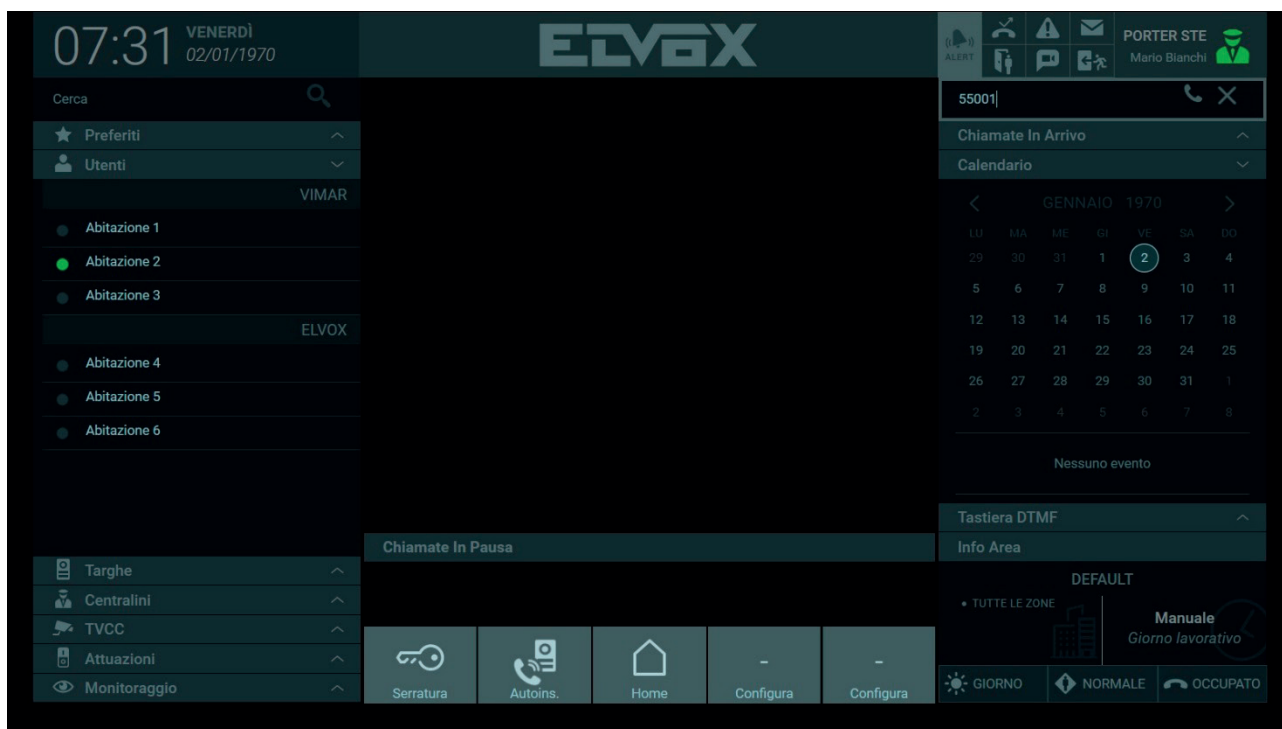 07:31
VENERDÌ
02/01/1970
ELVOX
ALERT
PORTER STE
Mario Bianchi
Cerca
Preferiti
Utenti
VIMAR
Abitazione 1
Abitazione 2
Abitazione 3
ELVOX
Abitazione 4
Abitazione 5
Abitazione 6
Targhe
Centralini
TVCC
Attuazioni
Monitoraggio
Chiamate In Pausa
Serratura
Autoins.
Home
- Configura
- Configura
55001
Chiamate In Arrivo
Calendario
GENNAIO 1970
LU MA ME GI VE SA DO
29 30 31 1 2 3 4
5 6 7 8 9 10 11
12 13 14 15 16 17 18
19 20 21 22 23 24 25
26 27 28 29 30 31 1
2 3 4 5 6 7 8
Nessuno evento
Tastiera DTMF
Info Area
DEFAULT
• TUTTE LE ZONE
Manuale
Giorno lavorativo
GIORNO
NORMALE
OCCUPATO